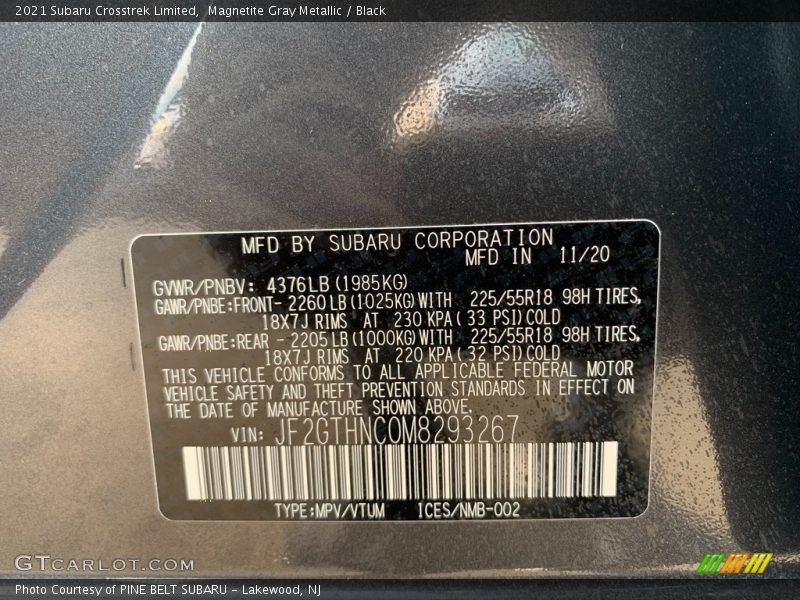 2021 Subaru Crosstrek Limited, Magnetite Gray Metallic / Black
MFD BY SUBARU CORPORATION
MFD IN 11/20
GVWR/PNBV: 4376LB (1985KG)
GAWR/PNBE:FRONT- 2260 LB (1025KG) WITH 225/55R18 98H TIRES,
18X7J RIMS AT 230 KPA ( 33 PSI) COLD
GAWR/PNBE:REAR - 2205 LB (1000KG) WITH 225/55R18 98H TIRES,
18X7J RIMS AT 220 KPA ( 32 PSI) COLD
THIS VEHICLE CONFORMS TO ALL APPLICABLE FEDERAL MOTOR
VEHICLE SAFETY AND THEFT PREVENTION STANDARDS IN EFFECT ON
THE DATE OF MANUFACTURE SHOWN ABOVE.
VIN: JF2GTHNC0M8293267
TYPE:MPV/VTUM ICES/NMB-002
GTCARLOT.COM
Photo Courtesy of PINE BELT SUBARU - Lakewood, NJ